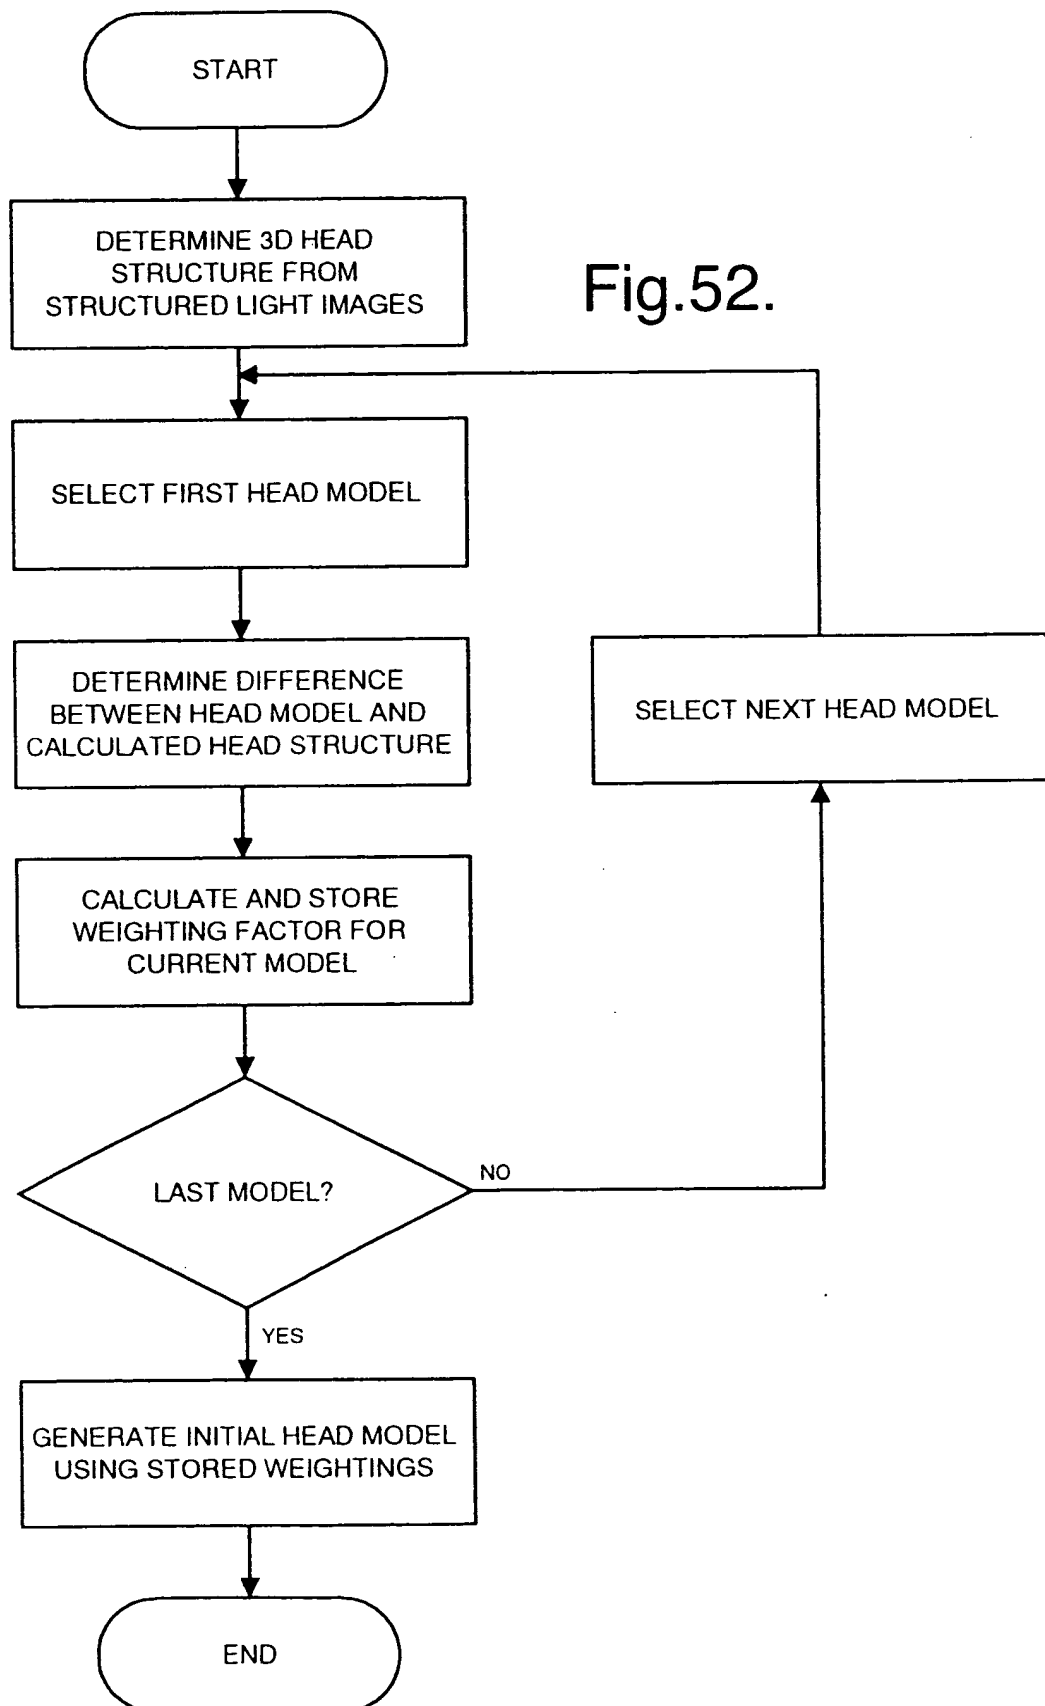 START
DETERMINE 3D HEAD
STRUCTURE FROM
STRUCTURED LIGHT IMAGES
Fig.52.
SELECT FIRST HEAD MODEL
DETERMINE DIFFERENCE
BETWEEN HEAD MODEL AND
CALCULATED HEAD STRUCTURE
SELECT NEXT HEAD MODEL
CALCULATE AND STORE
WEIGHTING FACTOR FOR
CURRENT MODEL
LAST MODEL?
NO
YES
GENERATE INITIAL HEAD MODEL
USING STORED WEIGHTINGS
END